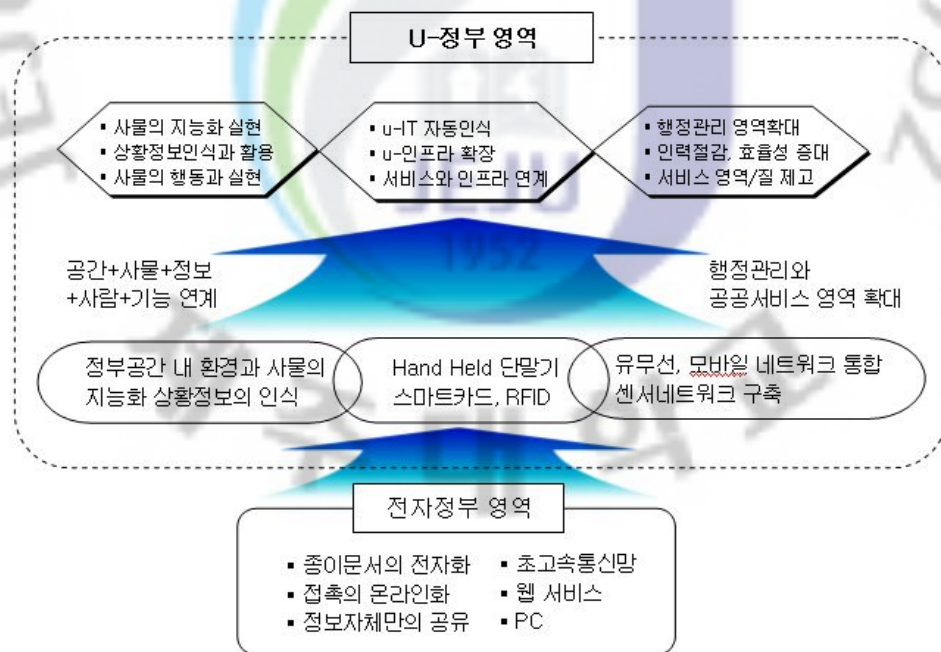 U-정부 영역
▪ 사물의 지능화 실현
▪ 상황정보인식과 활용
▪ 사물의 행동과 실현
▪ u-IT 자동인식
▪ u-인프라 확장
▪ 서비스와 인프라 연계
▪ 행정관리 영역확대
▪ 인력절감, 효율성 증대
▪ 서비스 영역/질 제고
JEJU
1952
공간+사물+정보
+사람+기능 연계
행정관리와
공공서비스 영역 확대
정부공간 내 환경과 사물의
지능화 상황정보의 인식
Hand Held 단말기
스마트카드, RFID
유무선, 모바일 네트워크 통합
센서네트워크 구축
전자정부 영역
▪ 종이문서의 전자화
▪ 접촉의 온라인화
▪ 정보자체만의 공유
▪ 초고속통신망
▪ 웹 서비스
▪ PC